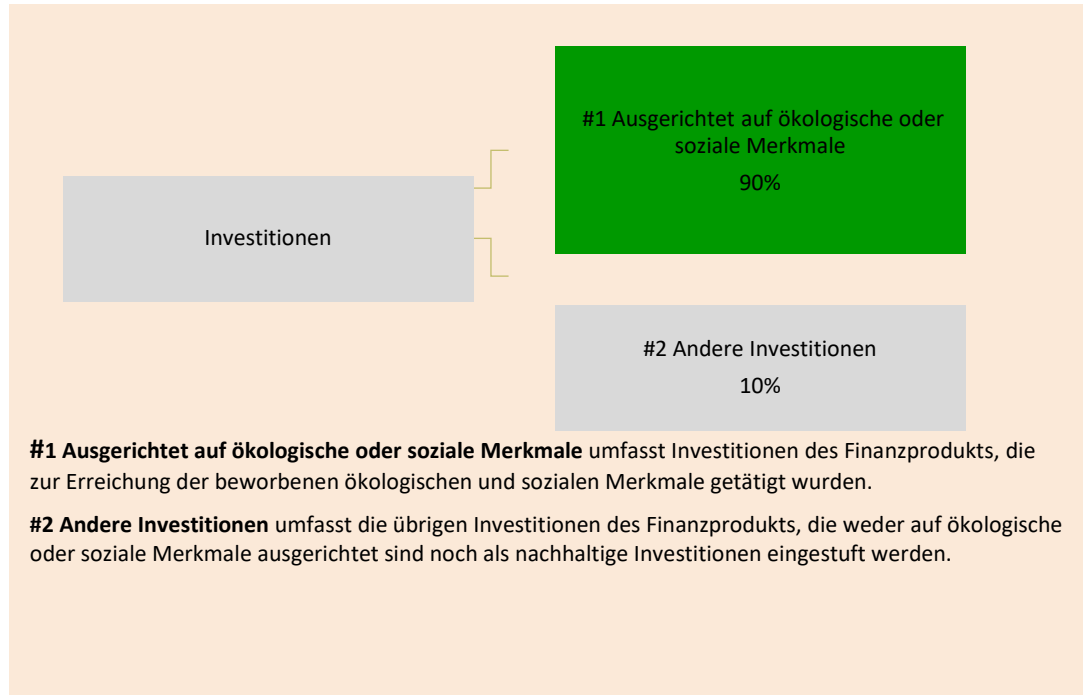 #1 Ausgerichtet auf ökologische oder
soziale Merkmale
90%
Investitionen
#2 Andere Investitionen
10%
#1 Ausgerichtet auf ökologische oder soziale Merkmale umfasst Investitionen des Finanzprodukts, die
zur Erreichung der beworbenen ökologischen und sozialen Merkmale getätigt wurden.
#2 Andere Investitionen umfasst die übrigen Investitionen des Finanzprodukts, die weder auf ökologische
oder soziale Merkmale ausgerichtet sind noch als nachhaltige Investitionen eingestuft werden.